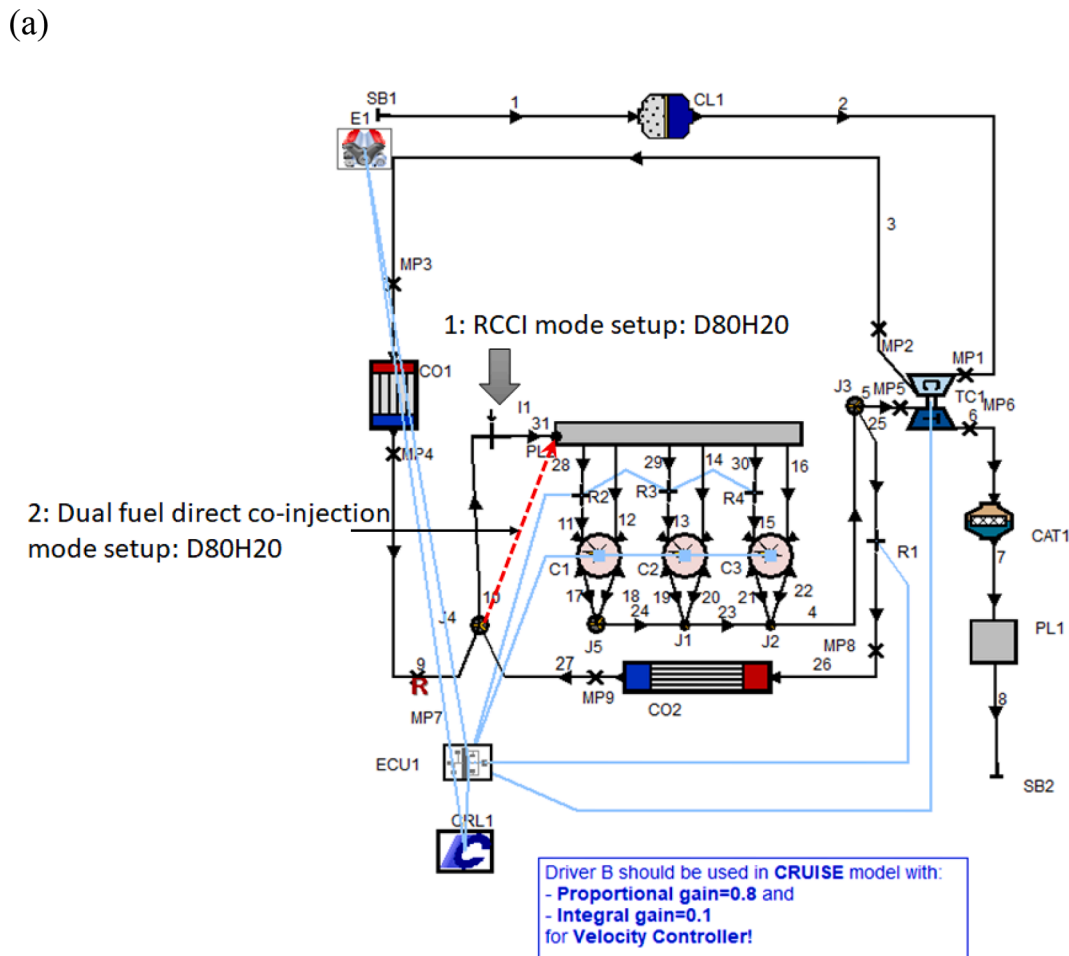 (a)
SB1
1
CL1
2
E1
3
MP3
1: RCCI mode setup: D80H20
MP2
MP1
CO1
J3
5
MP5
TC1
MP6
I1
25
6
31
PL
MP4
28
29
14
30
16
R2
R3
R4
2: Dual fuel direct co-injection
mode setup: D80H20
11
12
13
15
CAT1
R1
C1
C2
C3
7
17
18
19
20
21
22
10
24
23
4
J4
J5
J1
J2
PL1
MP8
9
27
26
R
MP9
CO2
8
MP7
ECU1
SB2
CRL1
Driver B should be used in CRUISE model with:
- Proportional gain=0.8 and
- Integral gain=0.1
for Velocity Controller!